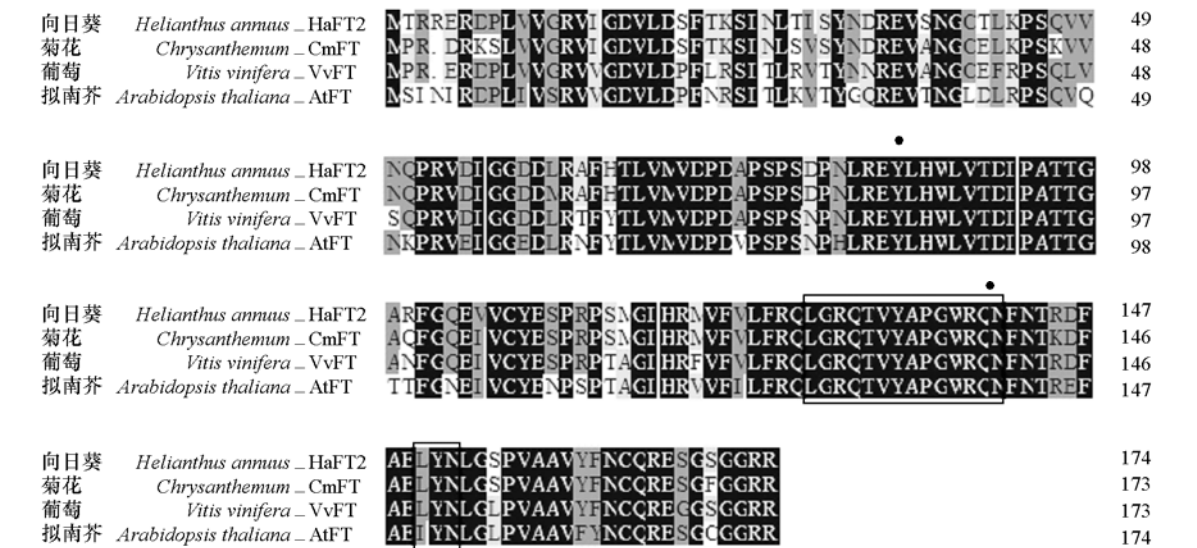 向日葵 Helianthus annuus _ HaFT2 MTRRERDPLVVGRVIGDVLDSFTKSINLTISYNDREVSNGCTLKPSQVV 49
菊花 Chrysanthemum _ CmFT MPR.DRKSLVVGRVIGDVLDSFTKSINLSVSYNDREVANGCELKPSKVV 48
葡萄 Vitis vinifera _ VvFT MPR.ERDPLVVGRVVGDVLDPFLRSITLRVTYNNREVANGCEFRPSQLV 48
拟南芥 Arabidopsis thaliana _ AtFT MSINIRDPLIVSRVVGDVLDPFNRSITLKVTYGQREVTNGLDLRPSQVQ 49
向日葵 Helianthus annuus _ HaFT2 NQPRVDIGGDDLRAFHTLVMVDPDAPSPSDPNLREYLHWLVTDIPATTG 98
菊花 Chrysanthemum _ CmFT NQPRVDIGGDDMRAFHTLVMVDPDAPSPSDPNLREYLHWLVTDIPATTG 97
葡萄 Vitis vinifera _ VvFT SQPRVDIGGDDLRTFYTLVMVDPDAPSPSNPNLREYLHWLVTDIPATTG 97
拟南芥 Arabidopsis thaliana _ AtFT NKPRVEIGGEDLRNFYTLVMVDPDVPSPSNPHLREYLHWLVTDIPATTG 98
向日葵 Helianthus annuus _ HaFT2 ARFGQEVVCYESPRPSMGIHRMVFVLFRQLGRQTVYAPGWRQNFNTRDF 147
菊花 Chrysanthemum _ CmFT AQFGQEIVCYESPRPSMGIHRMVFVLFRQLGRQTVYAPGWRQNFNTKDF 146
葡萄 Vitis vinifera _ VvFT ANFGQEIVCYESPRPTAGIHRFVFVLFRQLGRQTVYAPGWRQNFNTRDF 146
拟南芥 Arabidopsis thaliana _ AtFT TTFGNEIVCYENPSPTAGIHRVVFILFRQLGRQTVYAPGWRQNFNTREF 147
向日葵 Helianthus annuus _ HaFT2 AELYNLGSPVAAVYFNCQRESGSGGRR 174
菊花 Chrysanthemum _ CmFT AELYNLGSPVAAVYFNCQRESGFGGRR 173
葡萄 Vitis vinifera _ VvFT AELYNLGLPVAAVYFNCQREGGSGGRR 173
拟南芥 Arabidopsis thaliana _ AtFT AEIYNLGLPVAAVFYNCQRESGCGGRR 174